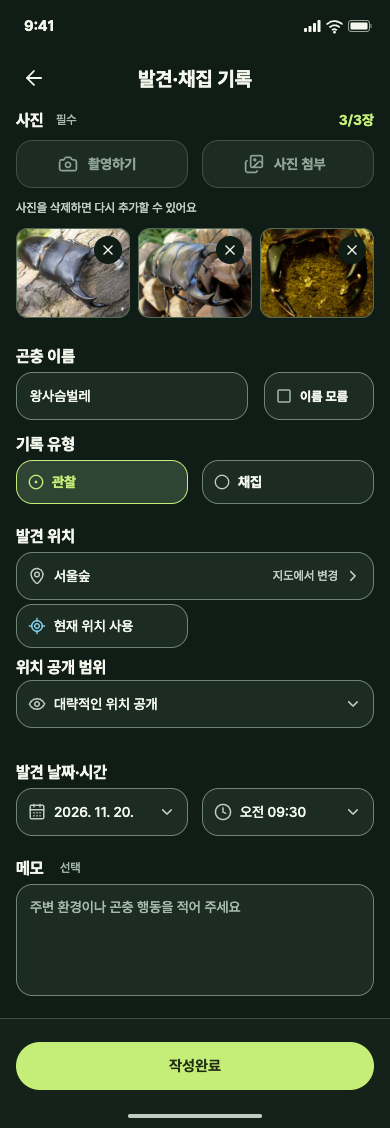 9:41
발견·채집 기록
사진 필수 3/3장
촬영하기 사진 첨부
사진을 삭제하면 다시 추가할 수 있어요
곤충 이름
왕사슴벌레 이름 모름
기록 유형
관찰 채집
발견 위치
서울숲 지도에서 변경
현재 위치 사용
위치 공개 범위
대략적인 위치 공개
발견 날짜·시간
2026. 11. 20. 오전 09:30
메모 선택
주변 환경이나 곤충 행동을 적어 주세요
작성완료